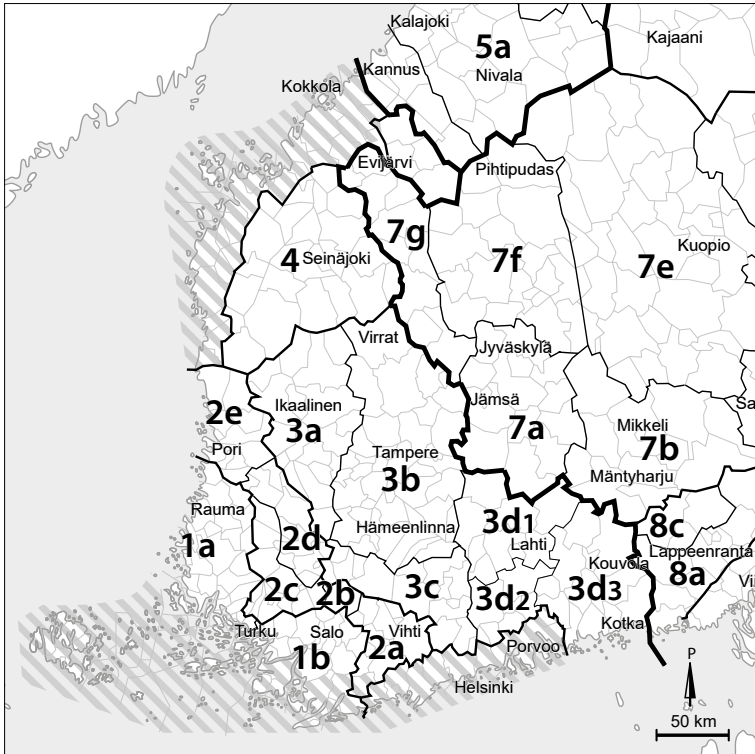 Kalajoki
5a
Kajaani
Kannus
Nivala
Kokkola
Evijärvi
Pihtipudas
7g
Kuopio
4
Seinäjoki
7f
7e
Virrat
Jyväskylä
Ikaalinen
Jämsä
2e
3a
7a
Mikkeli
Pori
Tampere
7b
3b
Mäntyharju
Rauma
Hämeenlinna
3d1
8c
1a
2d
Lahti
Lappeenranta
Kouvola
8a
2c
2b
3c
3d2
3d3
Turku
Salo
Vihti
Kotka
1b
2a
Porvoo
P
Helsinki
50 km